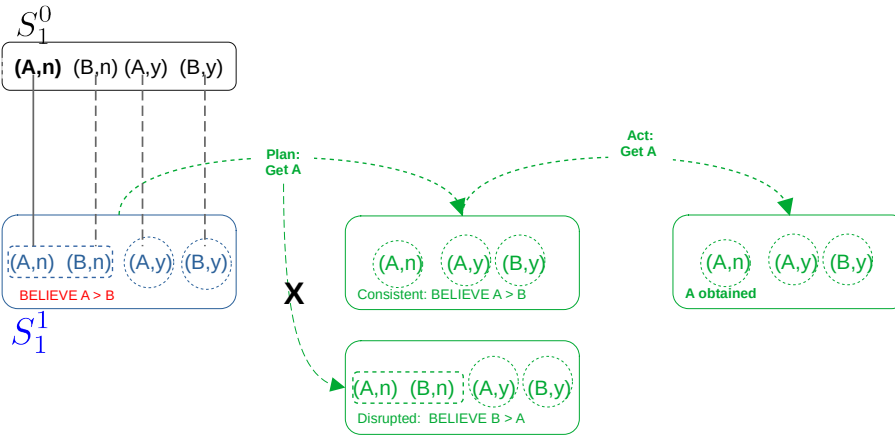 S_1^0
(A,n) (B,n) (A,y) (B,y)
Plan:
Get A
Act:
Get A
(A,n) (B,n) (A,y) (B,y)
BELIEVE A > B
S_1^1
(A,n) (A,y) (B,y)
Consistent: BELIEVE A > B
(A,n) (A,y) (B,y)
A obtained
X
(A,n) (B,n) (A,y) (B,y)
Disrupted: BELIEVE B > A